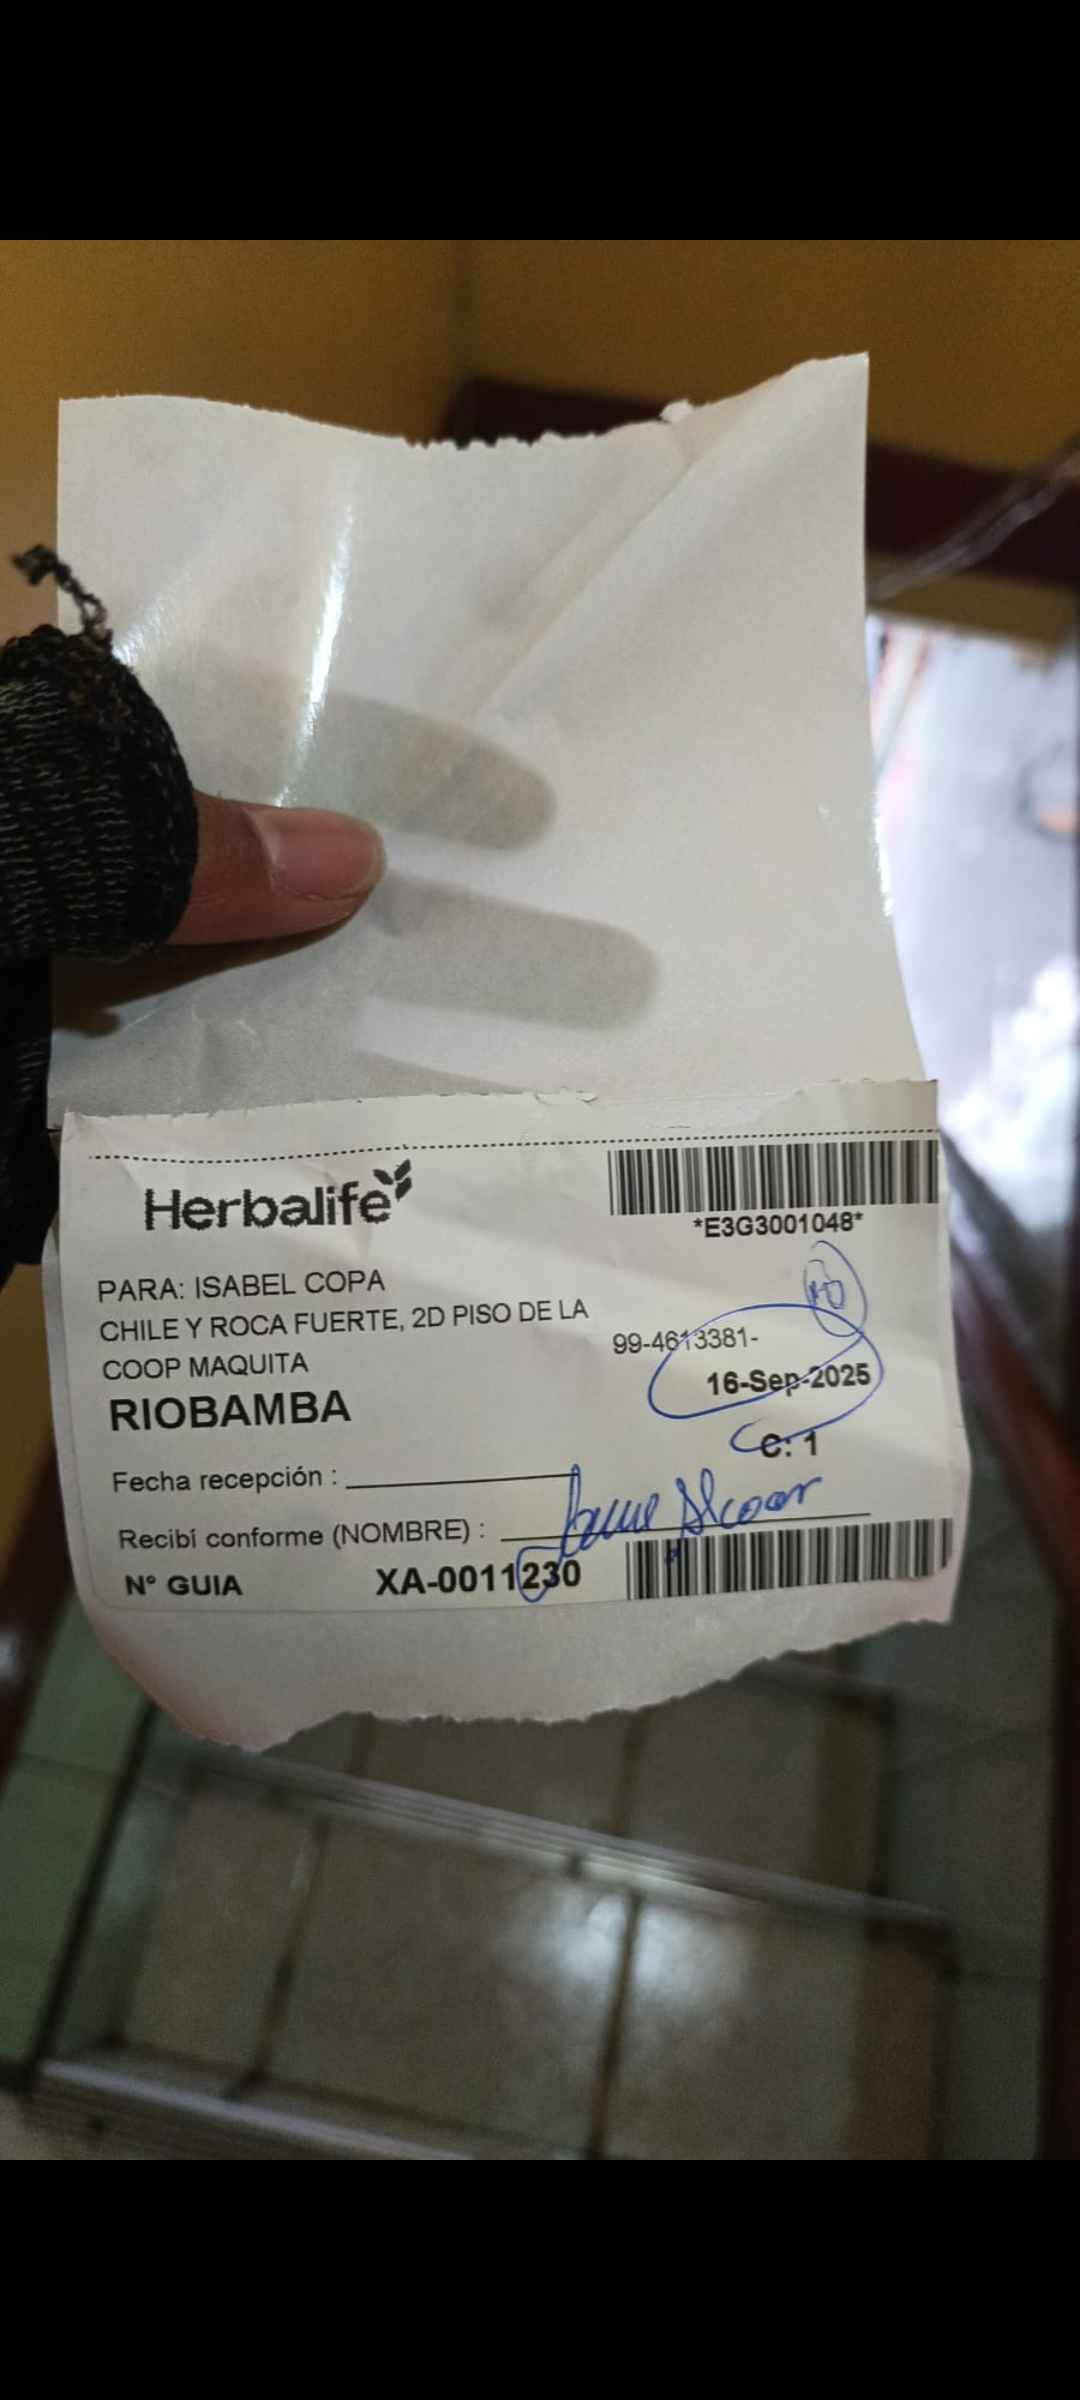 Herbalife
*E3G3001048*
PARA: ISABEL COPA
CHILE Y ROCA FUERTE, 2D PISO DE LA
COOP MAQUITA
99-4613381-
RIOBAMBA
16-Sep-2025
C: 1
Fecha recepción :
Recibí conforme (NOMBRE) :
N° GUIA XA-0011230